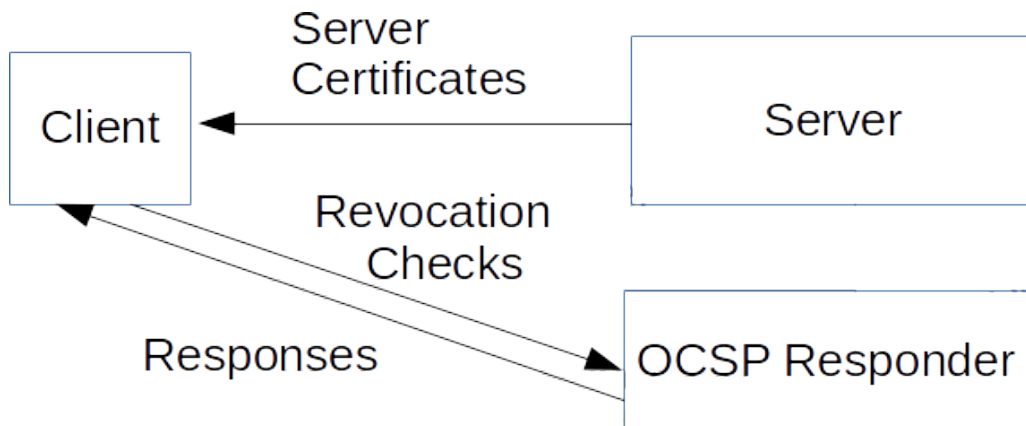 Server
Certificates
Client
Server
Revocation
Checks
Responses
OCSP Responder